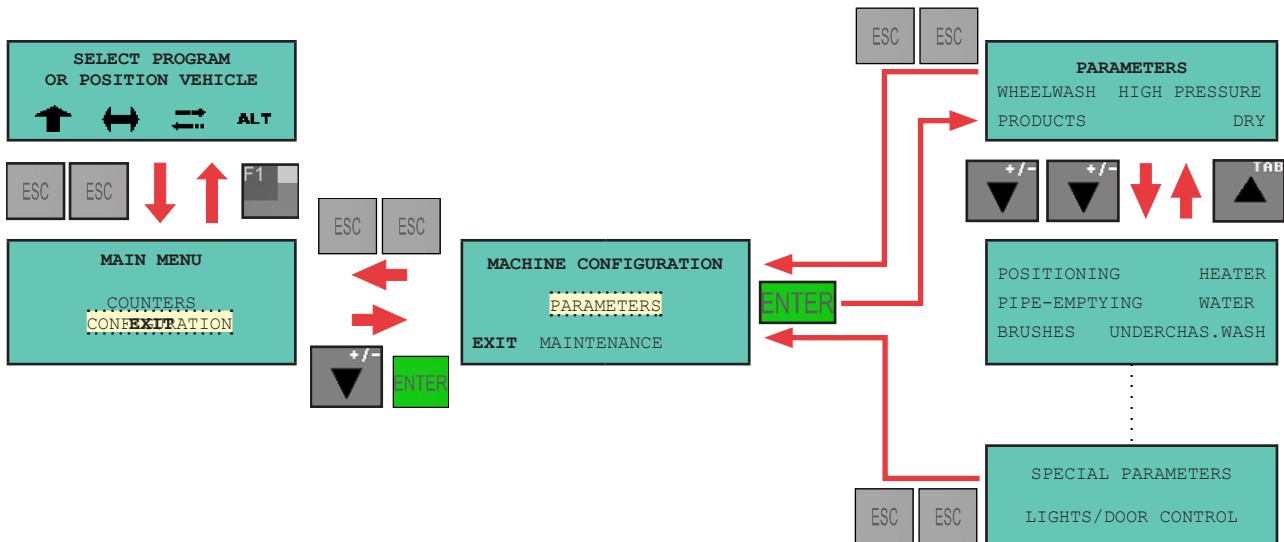 SELECT PROGRAM
OR POSITION VEHICLE
ALT
ESC ESC
F1
MAIN MENU
COUNTERS
CONFIGURATION
EXIT
ESC ESC
+/-
ENTER
MACHINE CONFIGURATION
PARAMETERS
EXIT MAINTENANCE
ENTER
ESC ESC
PARAMETERS
WHEELWASH HIGH PRESSURE
PRODUCTS DRY
+/- +/- TAB
POSITIONING HEATER
PIPE-EMPTYING WATER
BRUSHES UNDERCHAS.WASH
ESC ESC
SPECIAL PARAMETERS
LIGHTS/DOOR CONTROL